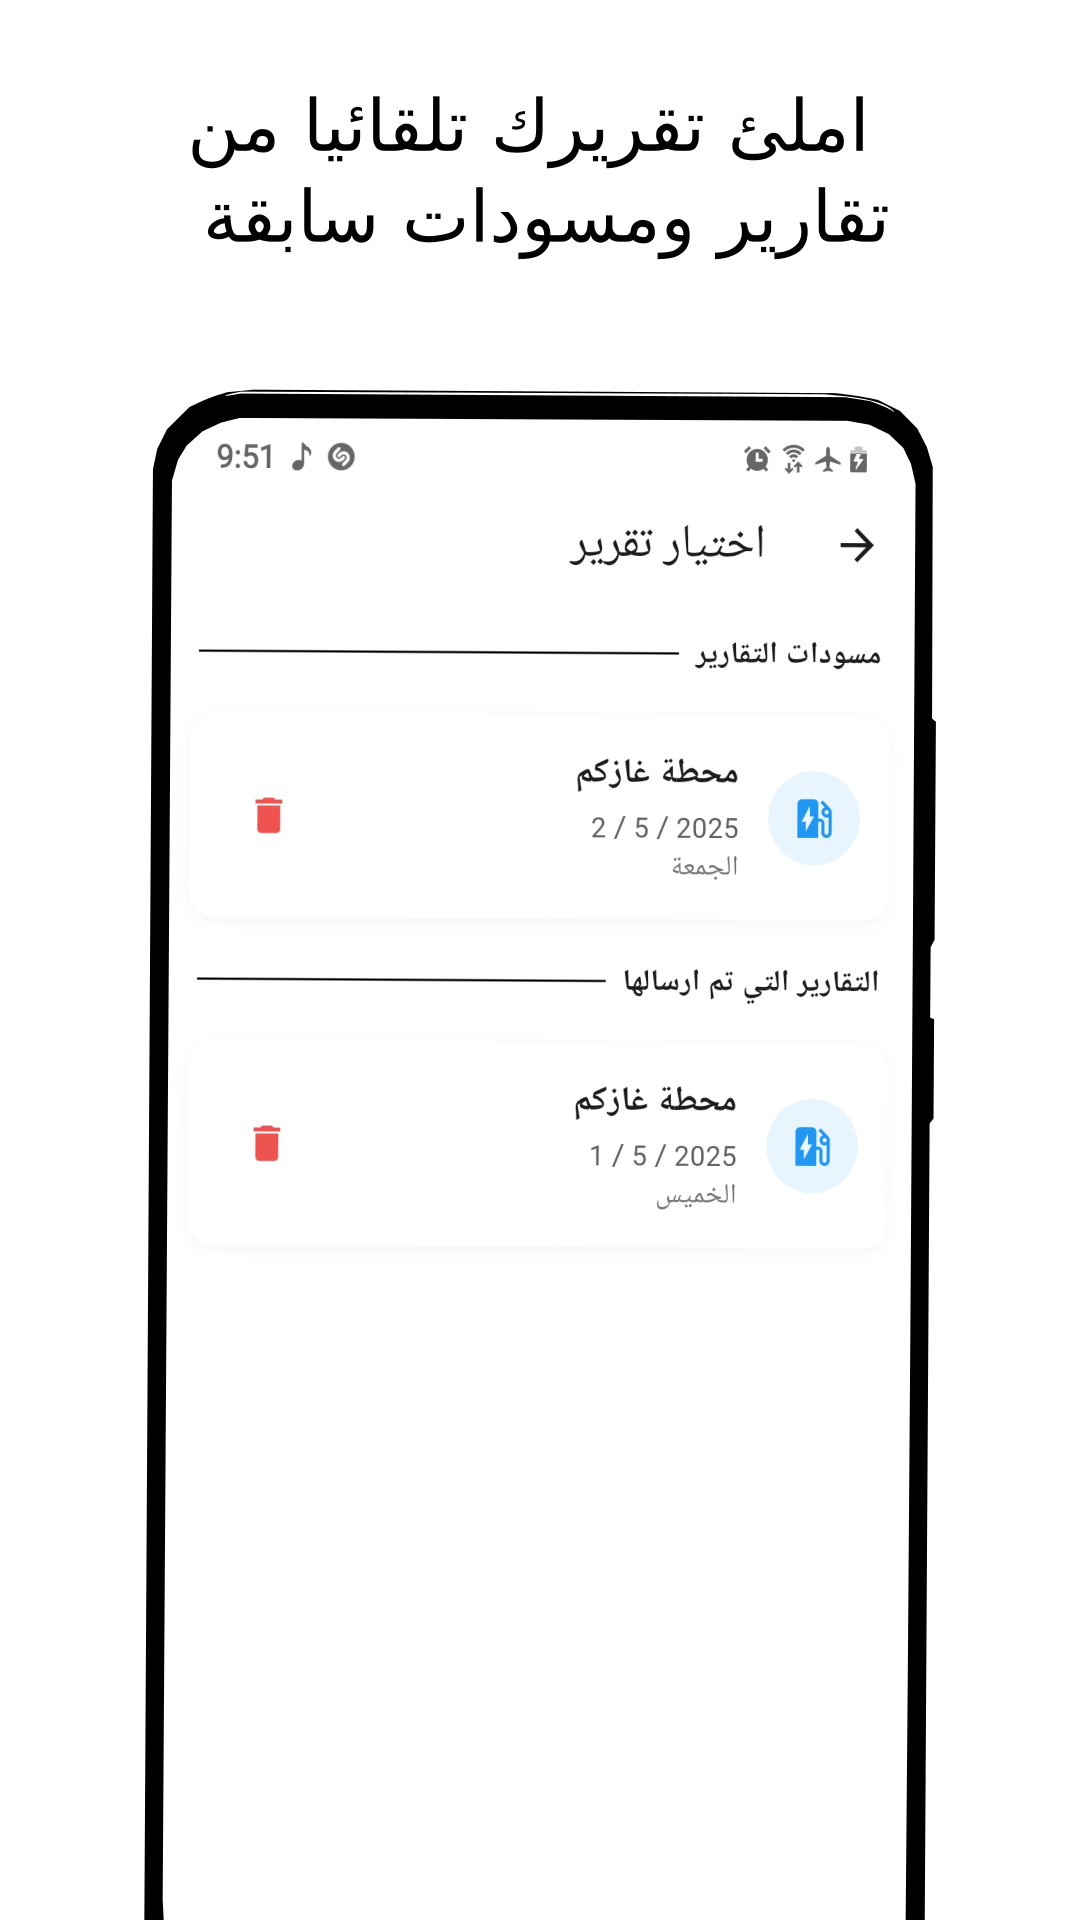 املئ تقريرك تلقائيا من
تقارير ومسودات سابقة
9:51
اختيار تقرير
مسودات التقارير
محطة غازكم
2 / 5 / 2025
الجمعة
التقارير التي تم ارسالها
محطة غازكم
1 / 5 / 2025
الخميس